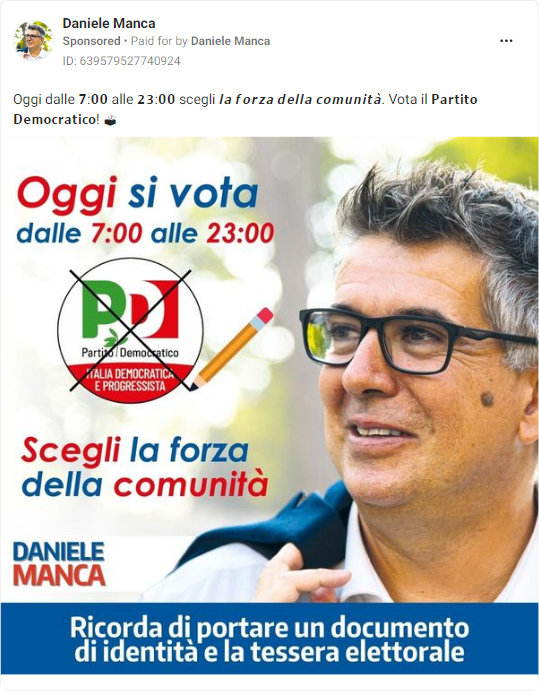 Daniele Manca
Sponsored • Paid for by Daniele Manca
ID: 639579527740924
Oggi dalle 7:00 alle 23:00 scegli la forza della comunità. Vota il Partito
Democratico! 🗳
Oggi si vota
dalle 7:00 alle 23:00
PD
Partito Democratico
ITALIA DEMOCRATICA
E PROGRESSISTA
Scegli la forza
della comunità
DANIELE
MANCA
Ricorda di portare un documento
di identità e la tessera elettorale